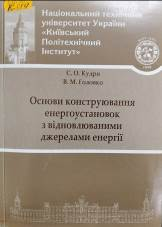 Національний технічний
університет України
«Київський
Політехнічний
Інститут»
С. О. Кудря
В. М. Головко
Основи конструювання
енергоустановок
з відновлюваними
джерелами енергії